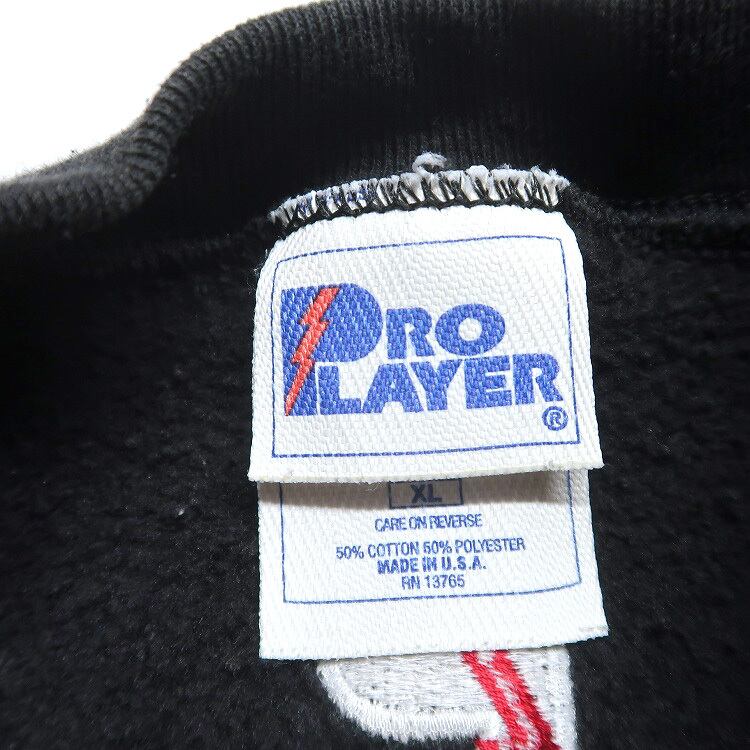 PRO
PLAYER®
XL
CARE ON REVERSE
50% COTTON 50% POLYESTER
MADE IN U.S.A.
RN 13765